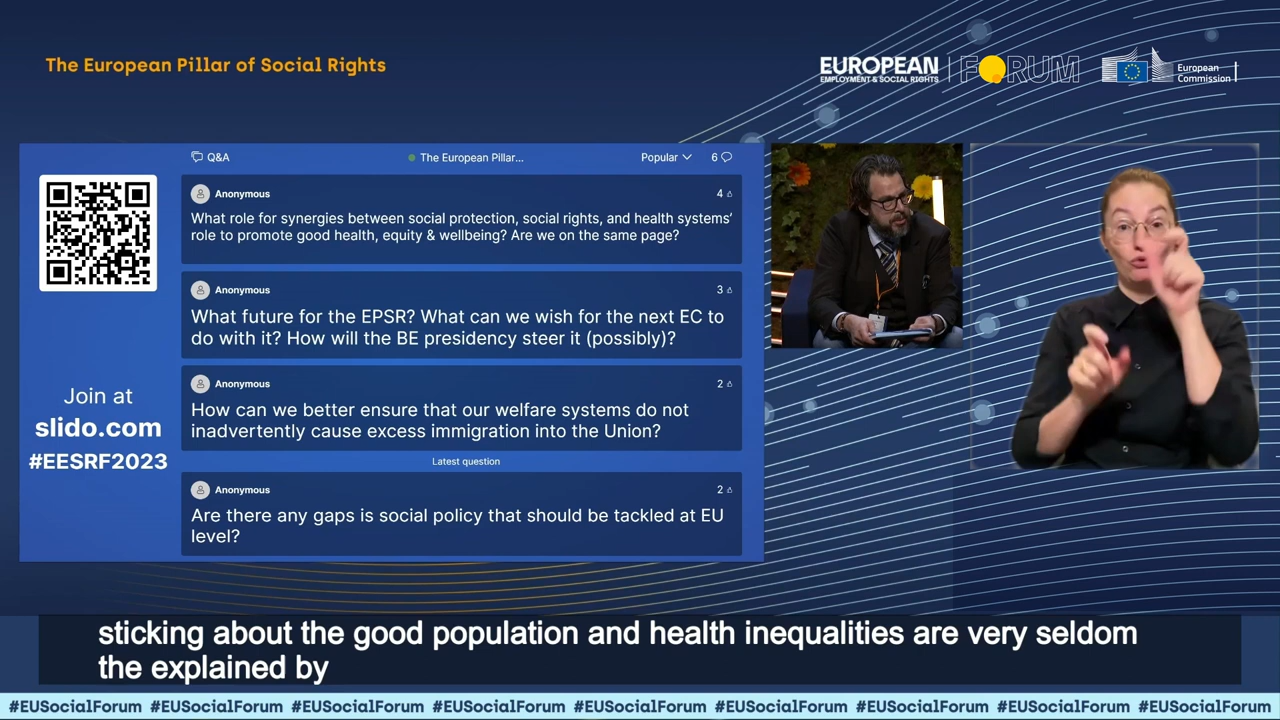 The European Pillar of Social Rights
EUROPEAN
EMPLOYMENT & SOCIAL RIGHTS
FORUM
European
Commission
Q&A
The European Pillar...
Popular
6
Anonymous
4
What role for synergies between social protection, social rights, and health systems'
role to promote good health, equity & wellbeing? Are we on the same page?
Anonymous
3
What future for the EPSR? What can we wish for the next EC to
do with it? How will the BE presidency steer it (possibly)?
Anonymous
2
How can we better ensure that our welfare systems do not
inadvertently cause excess immigration into the Union?
Latest question
Anonymous
2
Are there any gaps is social policy that should be tackled at EU
level?
Join at
slido.com
#EESRF2023
sticking about the good population and health inequalities are very seldom
the explained by
#EUSocialForum #EUSocialForum #EUSocialForum #EUSocialForum #EUSocialForum #EUSocialForum #EUSocialForum #EUSocialForum #EUSocialForum